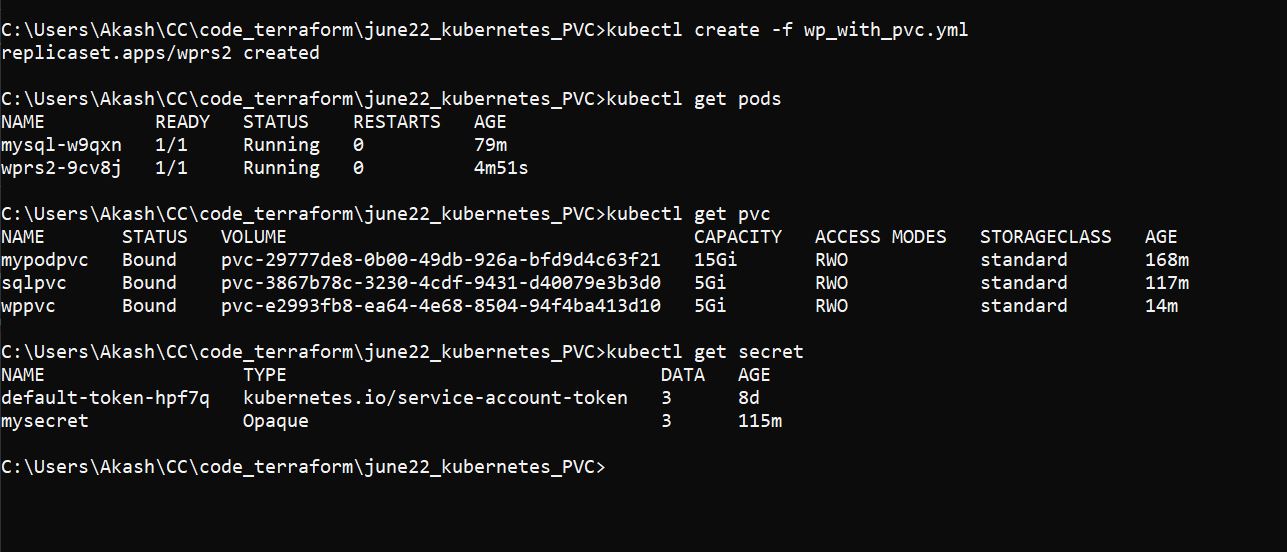 C:\Users\Akash\CC\code_terraform\june22_kubernetes_PVC>kubectl create -f wp_with_pvc.yml
replicaset.apps/wprs2 created
C:\Users\Akash\CC\code_terraform\june22_kubernetes_PVC>kubectl get pods
NAME          READY   STATUS    RESTARTS   AGE
mysql-w9qxn   1/1     Running   0          79m
wprs2-9cv8j   1/1     Running   0          4m51s
C:\Users\Akash\CC\code_terraform\june22_kubernetes_PVC>kubectl get pvc
NAME       STATUS   VOLUME                                     CAPACITY   ACCESS MODES   STORAGECLASS   AGE
mypodpvc   Bound    pvc-29777de8-0b00-49db-926a-bfd9d4c63f21   15Gi       RWO            standard       168m
sqlpvc     Bound    pvc-3867b78c-3230-4cdf-9431-d40079e3b3d0   5Gi        RWO            standard       117m
wppvc      Bound    pvc-e2993fb8-ea64-4e68-8504-94f4ba413d10   5Gi        RWO            standard       14m
C:\Users\Akash\CC\code_terraform\june22_kubernetes_PVC>kubectl get secret
NAME                  TYPE                                  DATA   AGE
default-token-hpf7q   kubernetes.io/service-account-token   3      8d
mysecret              Opaque                                3      115m
C:\Users\Akash\CC\code_terraform\june22_kubernetes_PVC>